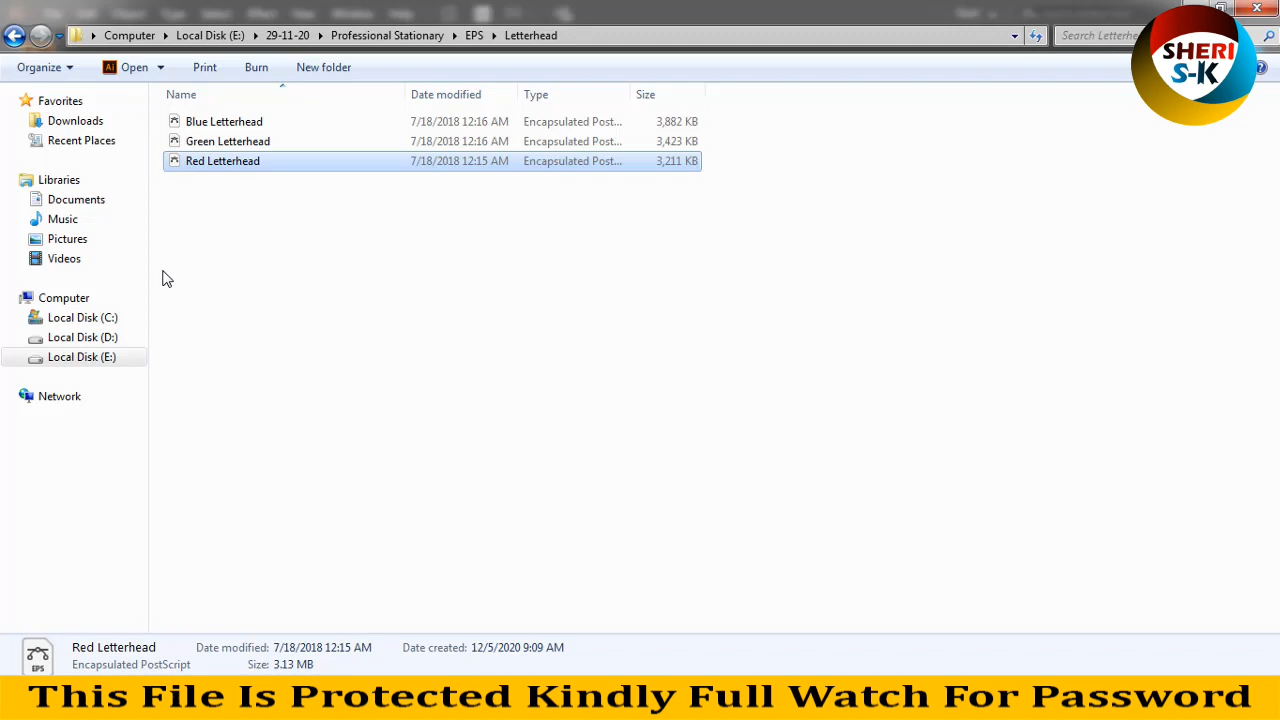 Computer Local Disk (E:) 29-11-20 Professional Stationary EPS Letterhead Search Letterhe
SHERI
S-K
Organize Ai Open Print Burn New folder
Name Date modified Type Size
Favorites
Downloads
Recent Places
Libraries
Documents
Music
Pictures
Videos
Computer
Local Disk (C:)
Local Disk (D:)
Local Disk (E:)
Network
Blue Letterhead 7/18/2018 12:16 AM Encapsulated Post... 3,882 KB
Green Letterhead 7/18/2018 12:16 AM Encapsulated Post... 3,423 KB
Red Letterhead 7/18/2018 12:15 AM Encapsulated Post... 3,211 KB
Red Letterhead Date modified: 7/18/2018 12:15 AM Date created: 12/5/2020 9:09 AM
EPS Encapsulated PostScript Size: 3.13 MB
This File Is Protected Kindly Full Watch For Password